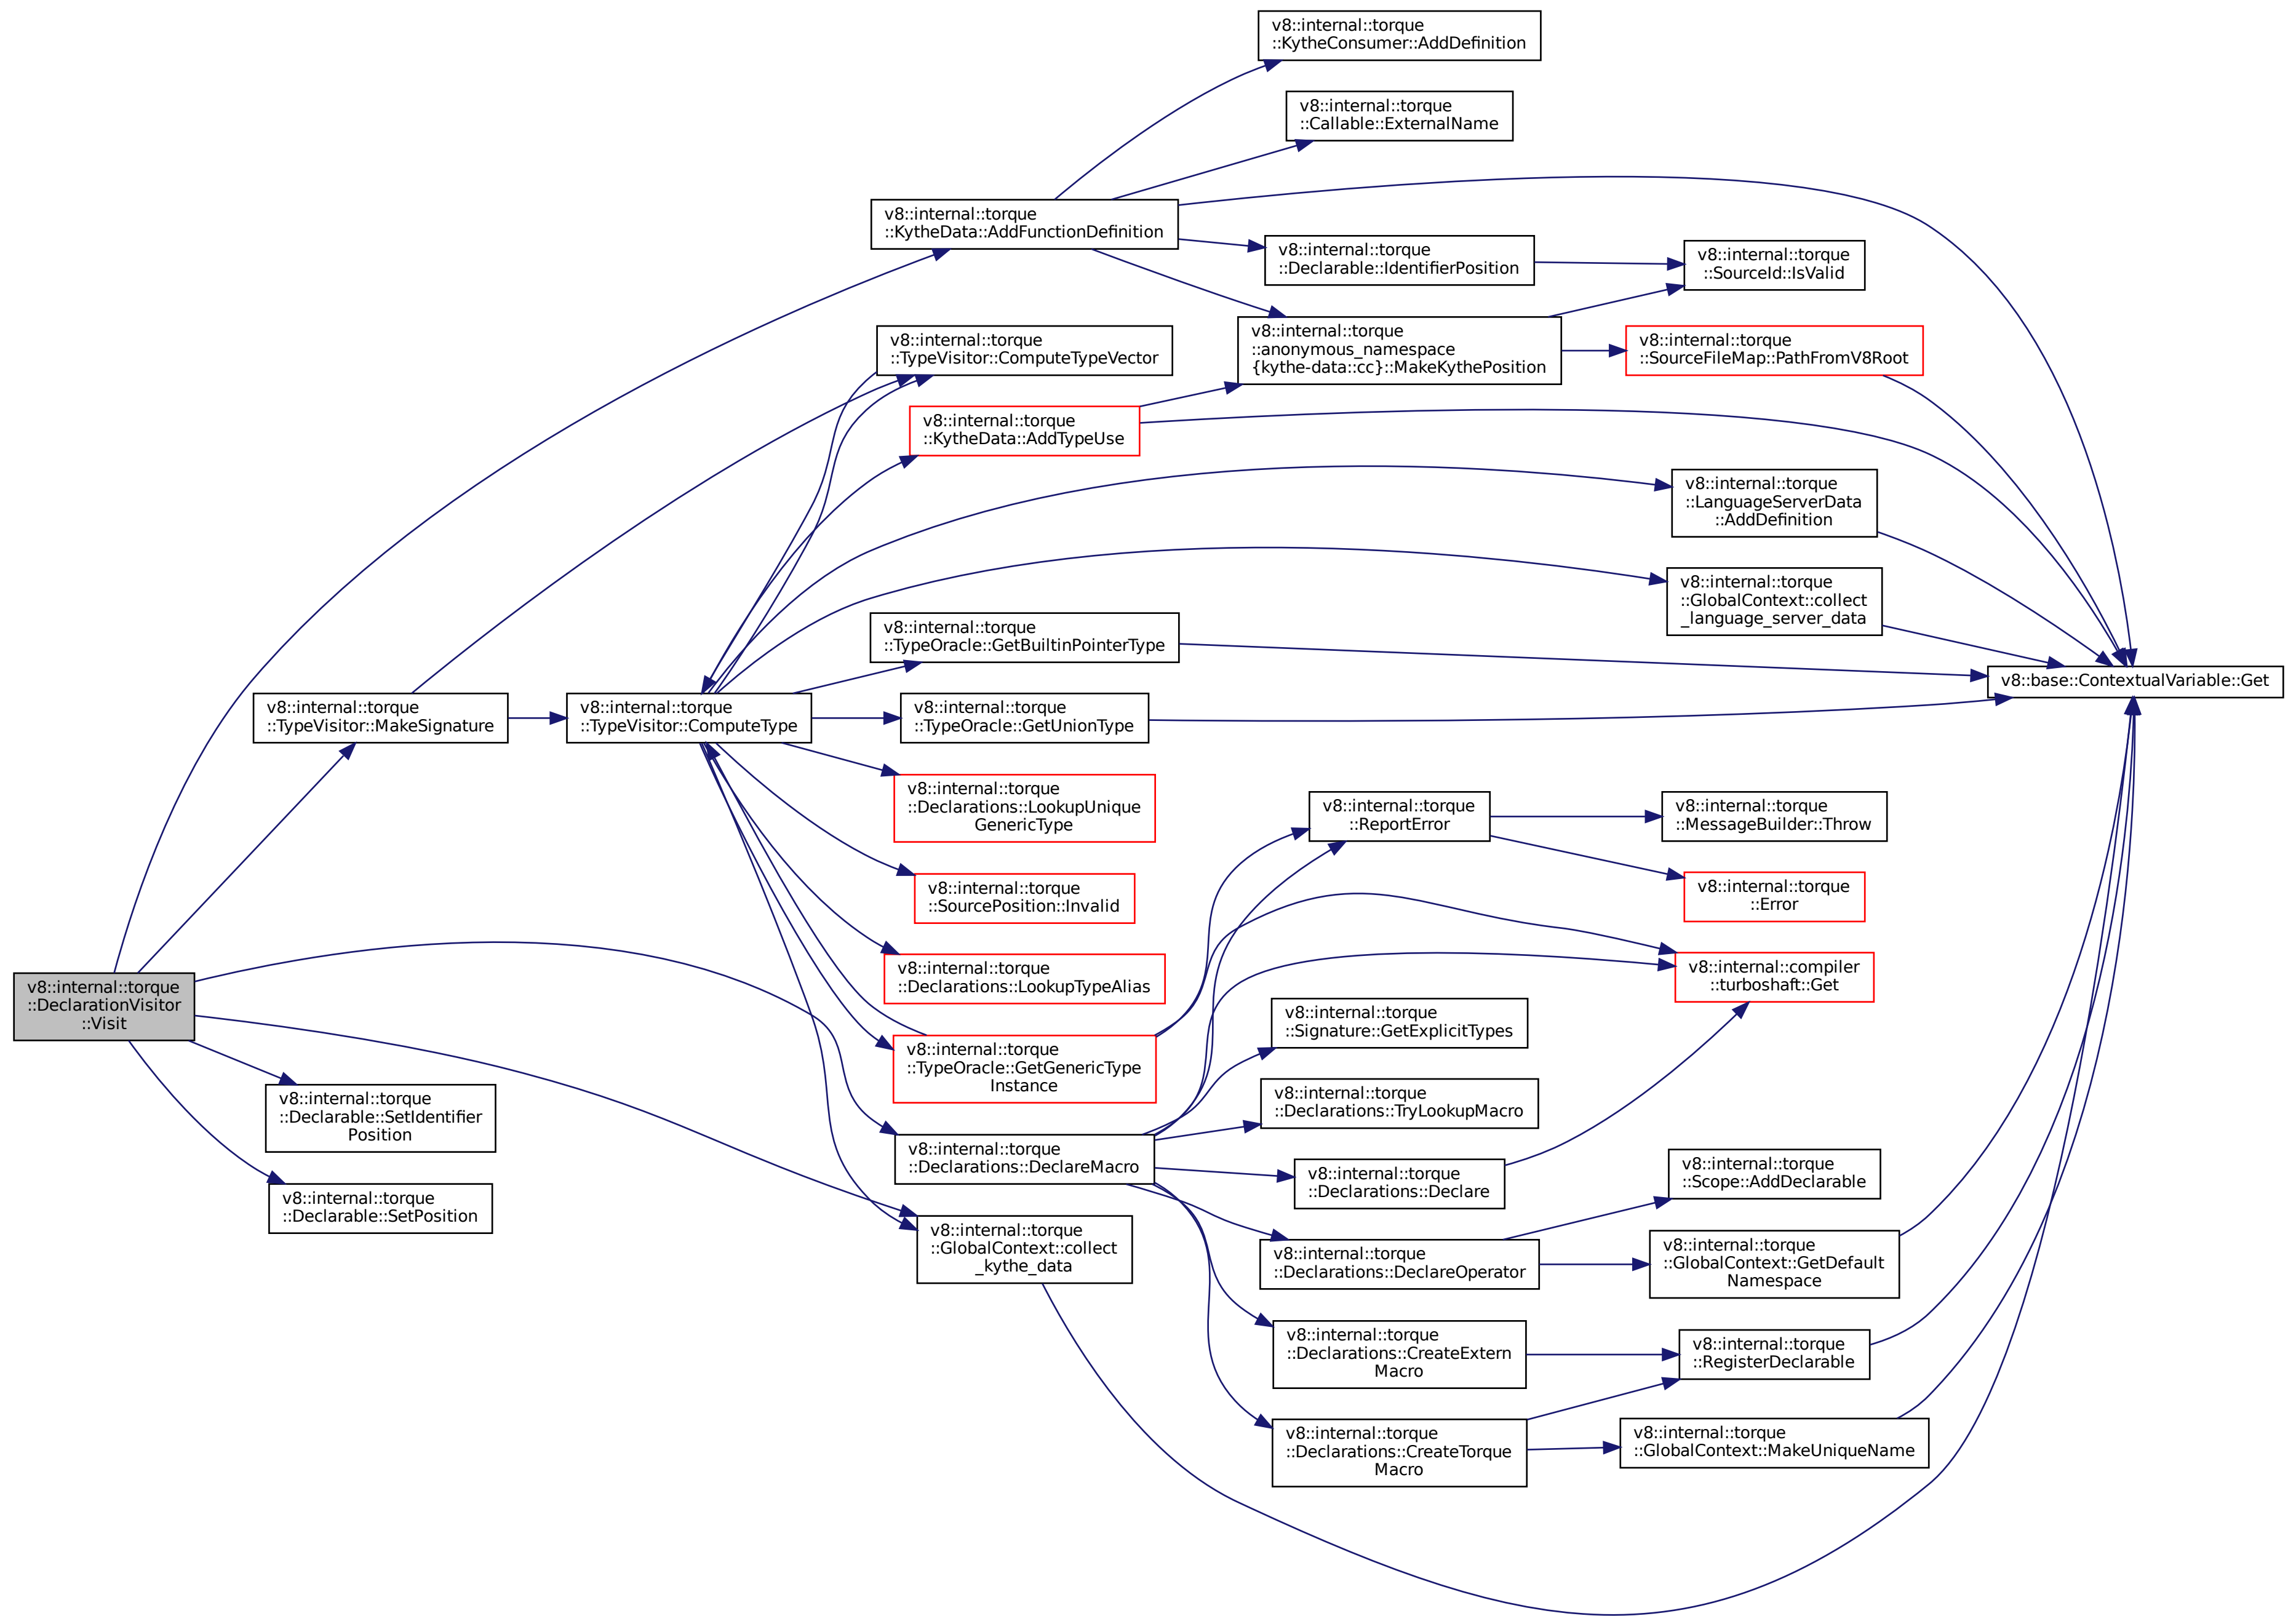 v8::internal::torque
::KytheConsumer::AddDefinition
v8::internal::torque
::Callable::ExternalName
v8::internal::torque
::KytheData::AddFunctionDefinition
v8::internal::torque
::Declarable::IdentifierPosition
v8::internal::torque
::SourceId::IsValid
v8::internal::torque
::anonymous_namespace
{kythe-data::cc}::MakeKythePosition
v8::internal::torque
::SourceFileMap::PathFromV8Root
v8::internal::torque
::TypeVisitor::ComputeTypeVector
v8::internal::torque
::KytheData::AddTypeUse
v8::internal::torque
::LanguageServerData
::AddDefinition
v8::internal::torque
::GlobalContext::collect
_language_server_data
v8::internal::torque
::TypeOracle::GetBuiltinPointerType
v8::base::ContextualVariable::Get
v8::internal::torque
::TypeVisitor::MakeSignature
v8::internal::torque
::TypeVisitor::ComputeType
v8::internal::torque
::TypeOracle::GetUnionType
v8::internal::torque
::Declarations::LookupUnique
GenericType
v8::internal::torque
::ReportError
v8::internal::torque
::MessageBuilder::Throw
v8::internal::torque
::SourcePosition::Invalid
v8::internal::torque
::Error
v8::internal::torque
::Declarations::LookupTypeAlias
v8::internal::compiler
::turboshaft::Get
v8::internal::torque
::DeclarationVisitor
::Visit
v8::internal::torque
::Signature::GetExplicitTypes
v8::internal::torque
::TypeOracle::GetGenericType
Instance
v8::internal::torque
::Declarable::SetIdentifier
Position
v8::internal::torque
::Declarations::TryLookupMacro
v8::internal::torque
::Declarations::DeclareMacro
v8::internal::torque
::Declarations::Declare
v8::internal::torque
::Scope::AddDeclarable
v8::internal::torque
::Declarable::SetPosition
v8::internal::torque
::GlobalContext::collect
_kythe_data
v8::internal::torque
::Declarations::DeclareOperator
v8::internal::torque
::GlobalContext::GetDefault
Namespace
v8::internal::torque
::Declarations::CreateExtern
Macro
v8::internal::torque
::RegisterDeclarable
v8::internal::torque
::Declarations::CreateTorque
Macro
v8::internal::torque
::GlobalContext::MakeUniqueName